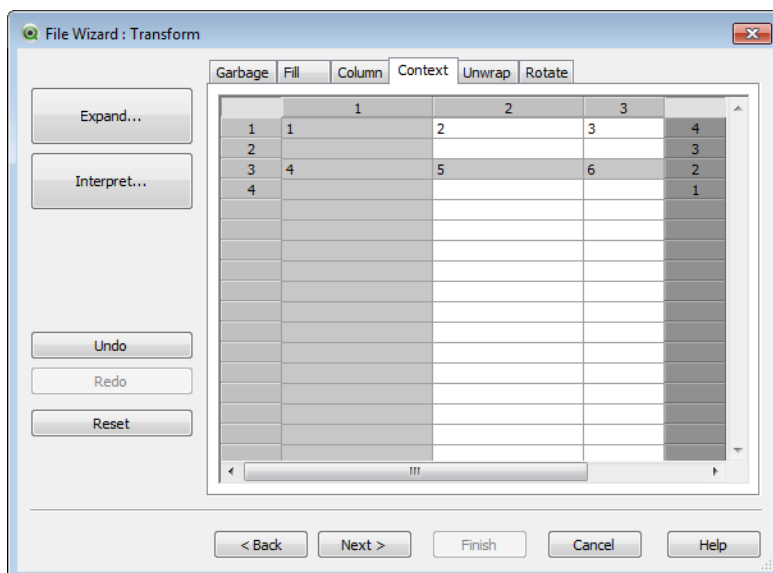 File Wizard : Transform
Garbage Fill Column Context Unwrap Rotate
Expand...
Interpret...
Undo
Redo
Reset
1 2 3
1 1 2 3 4
2 3
3 4 5 6 2
4 1
< Back Next > Finish Cancel Help